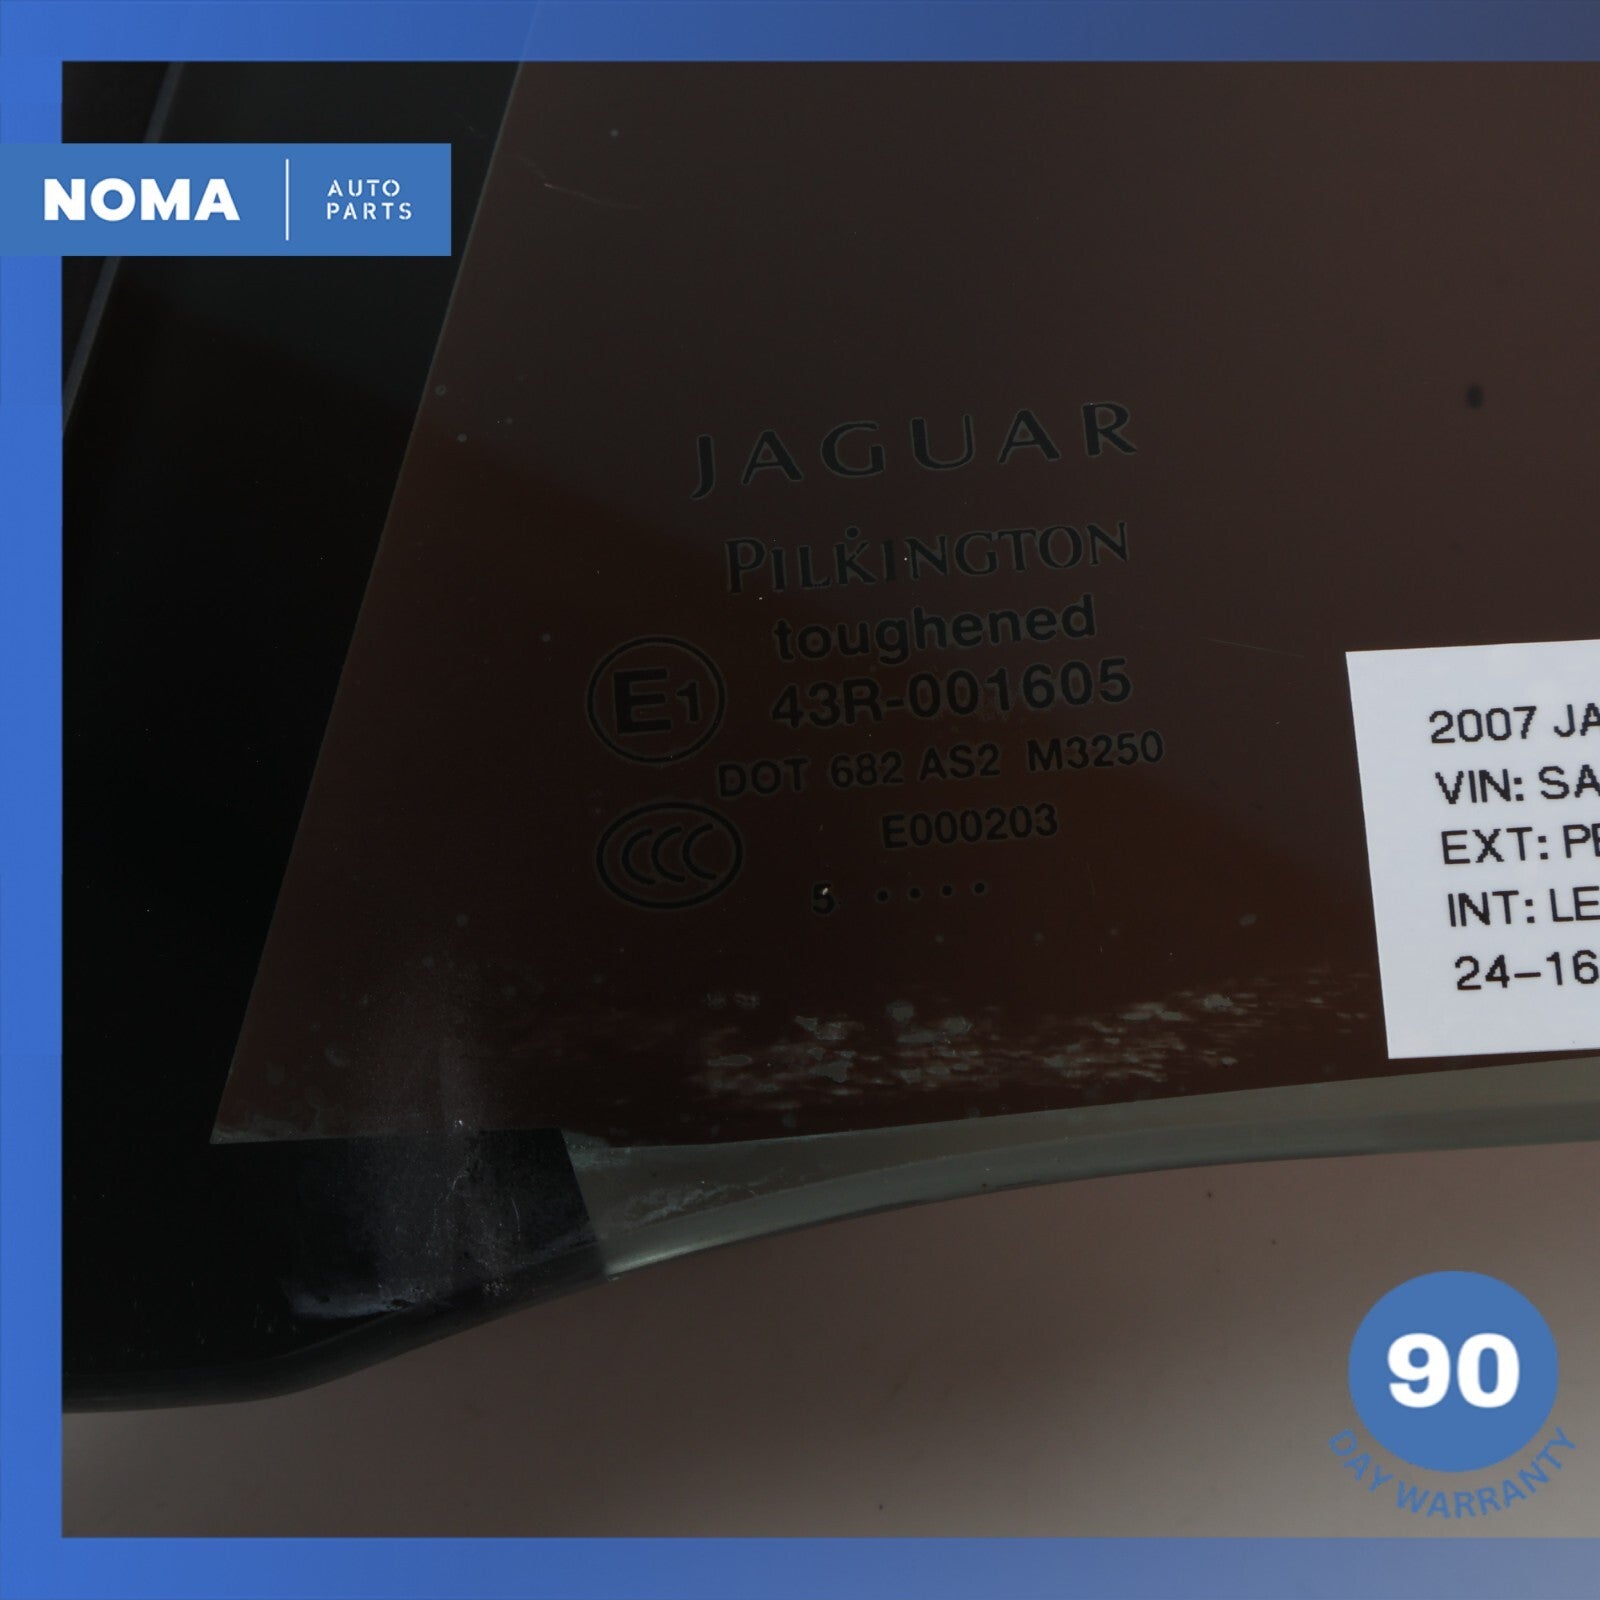 NOMA
AUTO
PARTS
JAGUAR
PILKINGTON
toughened
E1
43R-001605
DOT 682 AS2 M3250
CCC
E000203
5 ....
2007 JA
VIN: SA
EXT: PE
INT: LE
24-16
90
DAY WARRANTY